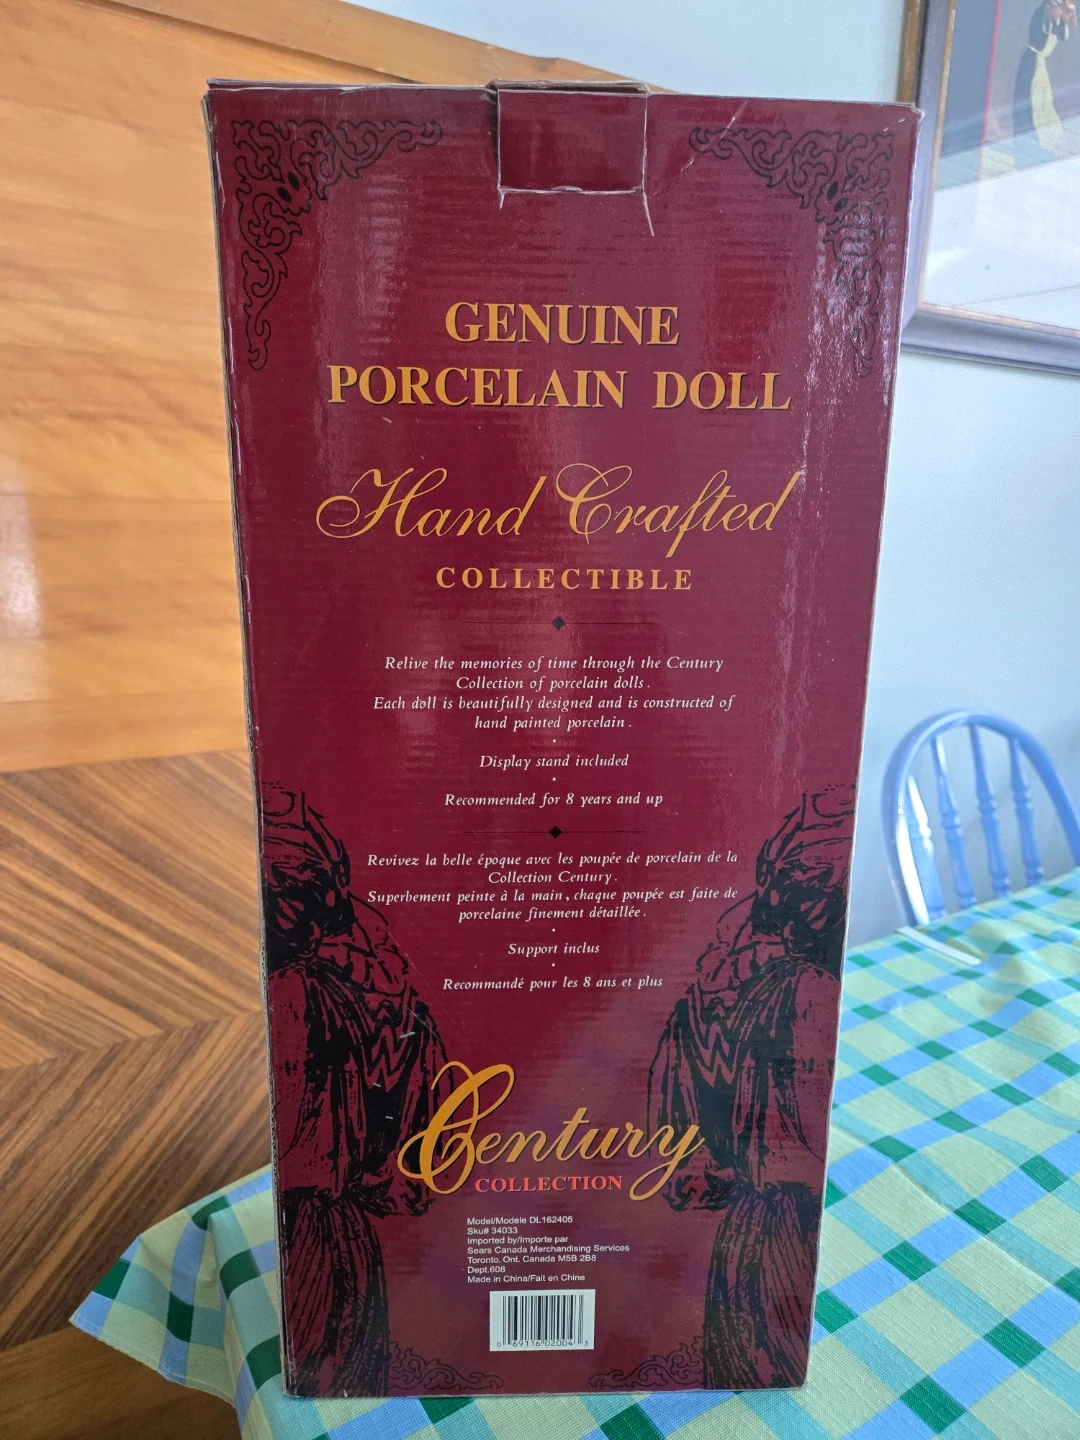 GENUINE
PORCELAIN DOLL
Hand Crafted
COLLECTIBLE
Relive the memories of time through the Century
Collection of porcelain dolls.
Each doll is beautifully designed and is constructed of
hand painted porcelain.
Display stand included
Recommended for 8 years and up
Revivez la belle époque avec les poupée de porcelain de la
Collection Century.
Superbement peinte à la main, chaque poupée est faite de
porcelaine finement détaillée.
Support inclus
Recommandé pour les 8 ans et plus
Century
COLLECTION
Model/Modele DL162405
Sku# 34033
Imported by/Importe par
Sears Canada Merchandising Services
Toronto, Ont. Canada M5B 2B8
Dept.608
Made in China/Fait en Chine
0 69116 02004 3